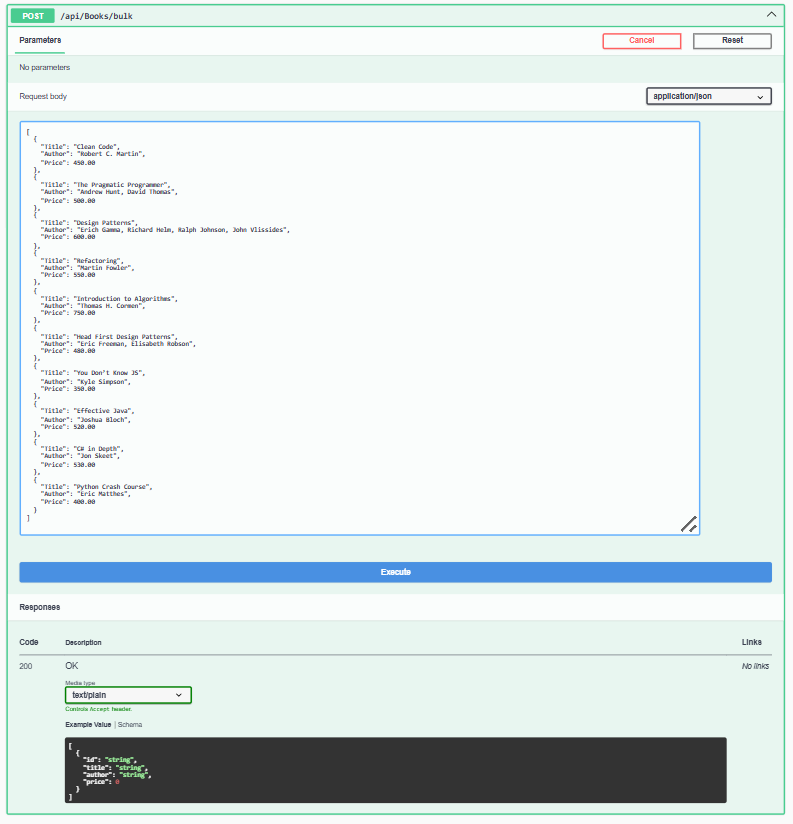 POST /api/Books/bulk
Parameters
Cancel
Reset
No parameters
Request body
application/json
[
  {
    "Title": "Clean Code",
    "Author": "Robert C. Martin",
    "Price": 450.00
  },
  {
    "Title": "The Pragmatic Programmer",
    "Author": "Andrew Hunt, David Thomas",
    "Price": 500.00
  },
  {
    "Title": "Design Patterns",
    "Author": "Erich Gamma, Richard Helm, Ralph Johnson, John Vlissides",
    "Price": 600.00
  },
  {
    "Title": "Refactoring",
    "Author": "Martin Fowler",
    "Price": 550.00
  },
  {
    "Title": "Introduction to Algorithms",
    "Author": "Thomas H. Cormen",
    "Price": 750.00
  },
  {
    "Title": "Head First Design Patterns",
    "Author": "Eric Freeman, Elisabeth Robson",
    "Price": 480.00
  },
  {
    "Title": "You Don't Know JS",
    "Author": "Kyle Simpson",
    "Price": 350.00
  },
  {
    "Title": "Effective Java",
    "Author": "Joshua Bloch",
    "Price": 520.00
  },
  {
    "Title": "C# in Depth",
    "Author": "Jon Skeet",
    "Price": 530.00
  },
  {
    "Title": "Python Crash Course",
    "Author": "Eric Matthes",
    "Price": 400.00
  }
]
Execute
Responses
Code Description Links
200 OK No links
Media type
text/plain
Controls Accept header.
Example Value | Schema
[
  {
    "id": "string",
    "title": "string",
    "author": "string",
    "price": 0
  }
]